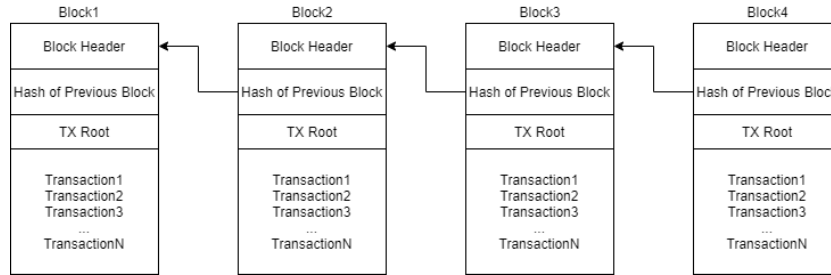 Block1
Block Header
Hash of Previous Block
TX Root
Transaction1
Transaction2
Transaction3
...
TransactionN
Block2
Block Header
Hash of Previous Block
TX Root
Transaction1
Transaction2
Transaction3
...
TransactionN
Block3
Block Header
Hash of Previous Block
TX Root
Transaction1
Transaction2
Transaction3
...
TransactionN
Block4
Block Header
Hash of Previous Block
TX Root
Transaction1
Transaction2
Transaction3
...
TransactionN